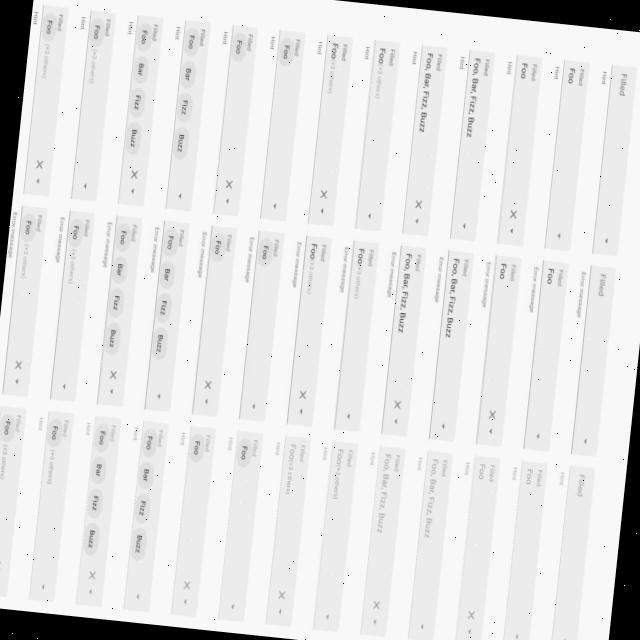 Filled Filled Filled
Hint Error message Hint
Filled Filled Filled
Foo Foo Foo
Hint Error message Hint
Filled Filled Filled
Foo Foo Foo
Hint Error message Hint
Filled Filled Filled
Foo, Bar, Fizz, Buzz Foo, Bar, Fizz, Buzz Foo, Bar, Fizz, Buzz
Hint Error message Hint
Filled Filled Filled
Foo, Bar, Fizz, Buzz Foo, Bar, Fizz, Buzz Foo, Bar, Fizz, Buzz
Hint Error message Hint
Filled Filled Filled
Foo(+3 others) Foo(+3 others) Foo(+3 others)
Hint Error message Hint
Filled Filled Filled
Foo(+3 others) Foo(+3 others) Foo(+3 others)
Hint Error message Hint
Filled Filled Filled
Foo Foo Foo
Hint Error message Hint
Filled Filled Filled
Foo Foo Foo
Hint Error message Hint
Filled Filled Filled
Foo Bar Fizz Buzz Foo Bar Fizz Buzz Foo Bar Fizz Buzz
Hint Error message Hint
Filled Filled Filled
Foo Bar Fizz Buzz Foo Bar Fizz Buzz Foo Bar Fizz Buzz
Hint Error message Hint
Filled Filled Filled
Foo (+3 others) Foo (+3 others) Foo (+3 others)
Hint Error message Hint
Filled Filled Filled
Foo (+3 others) Foo (+3 others) Foo (+3 others)
Hint Error message